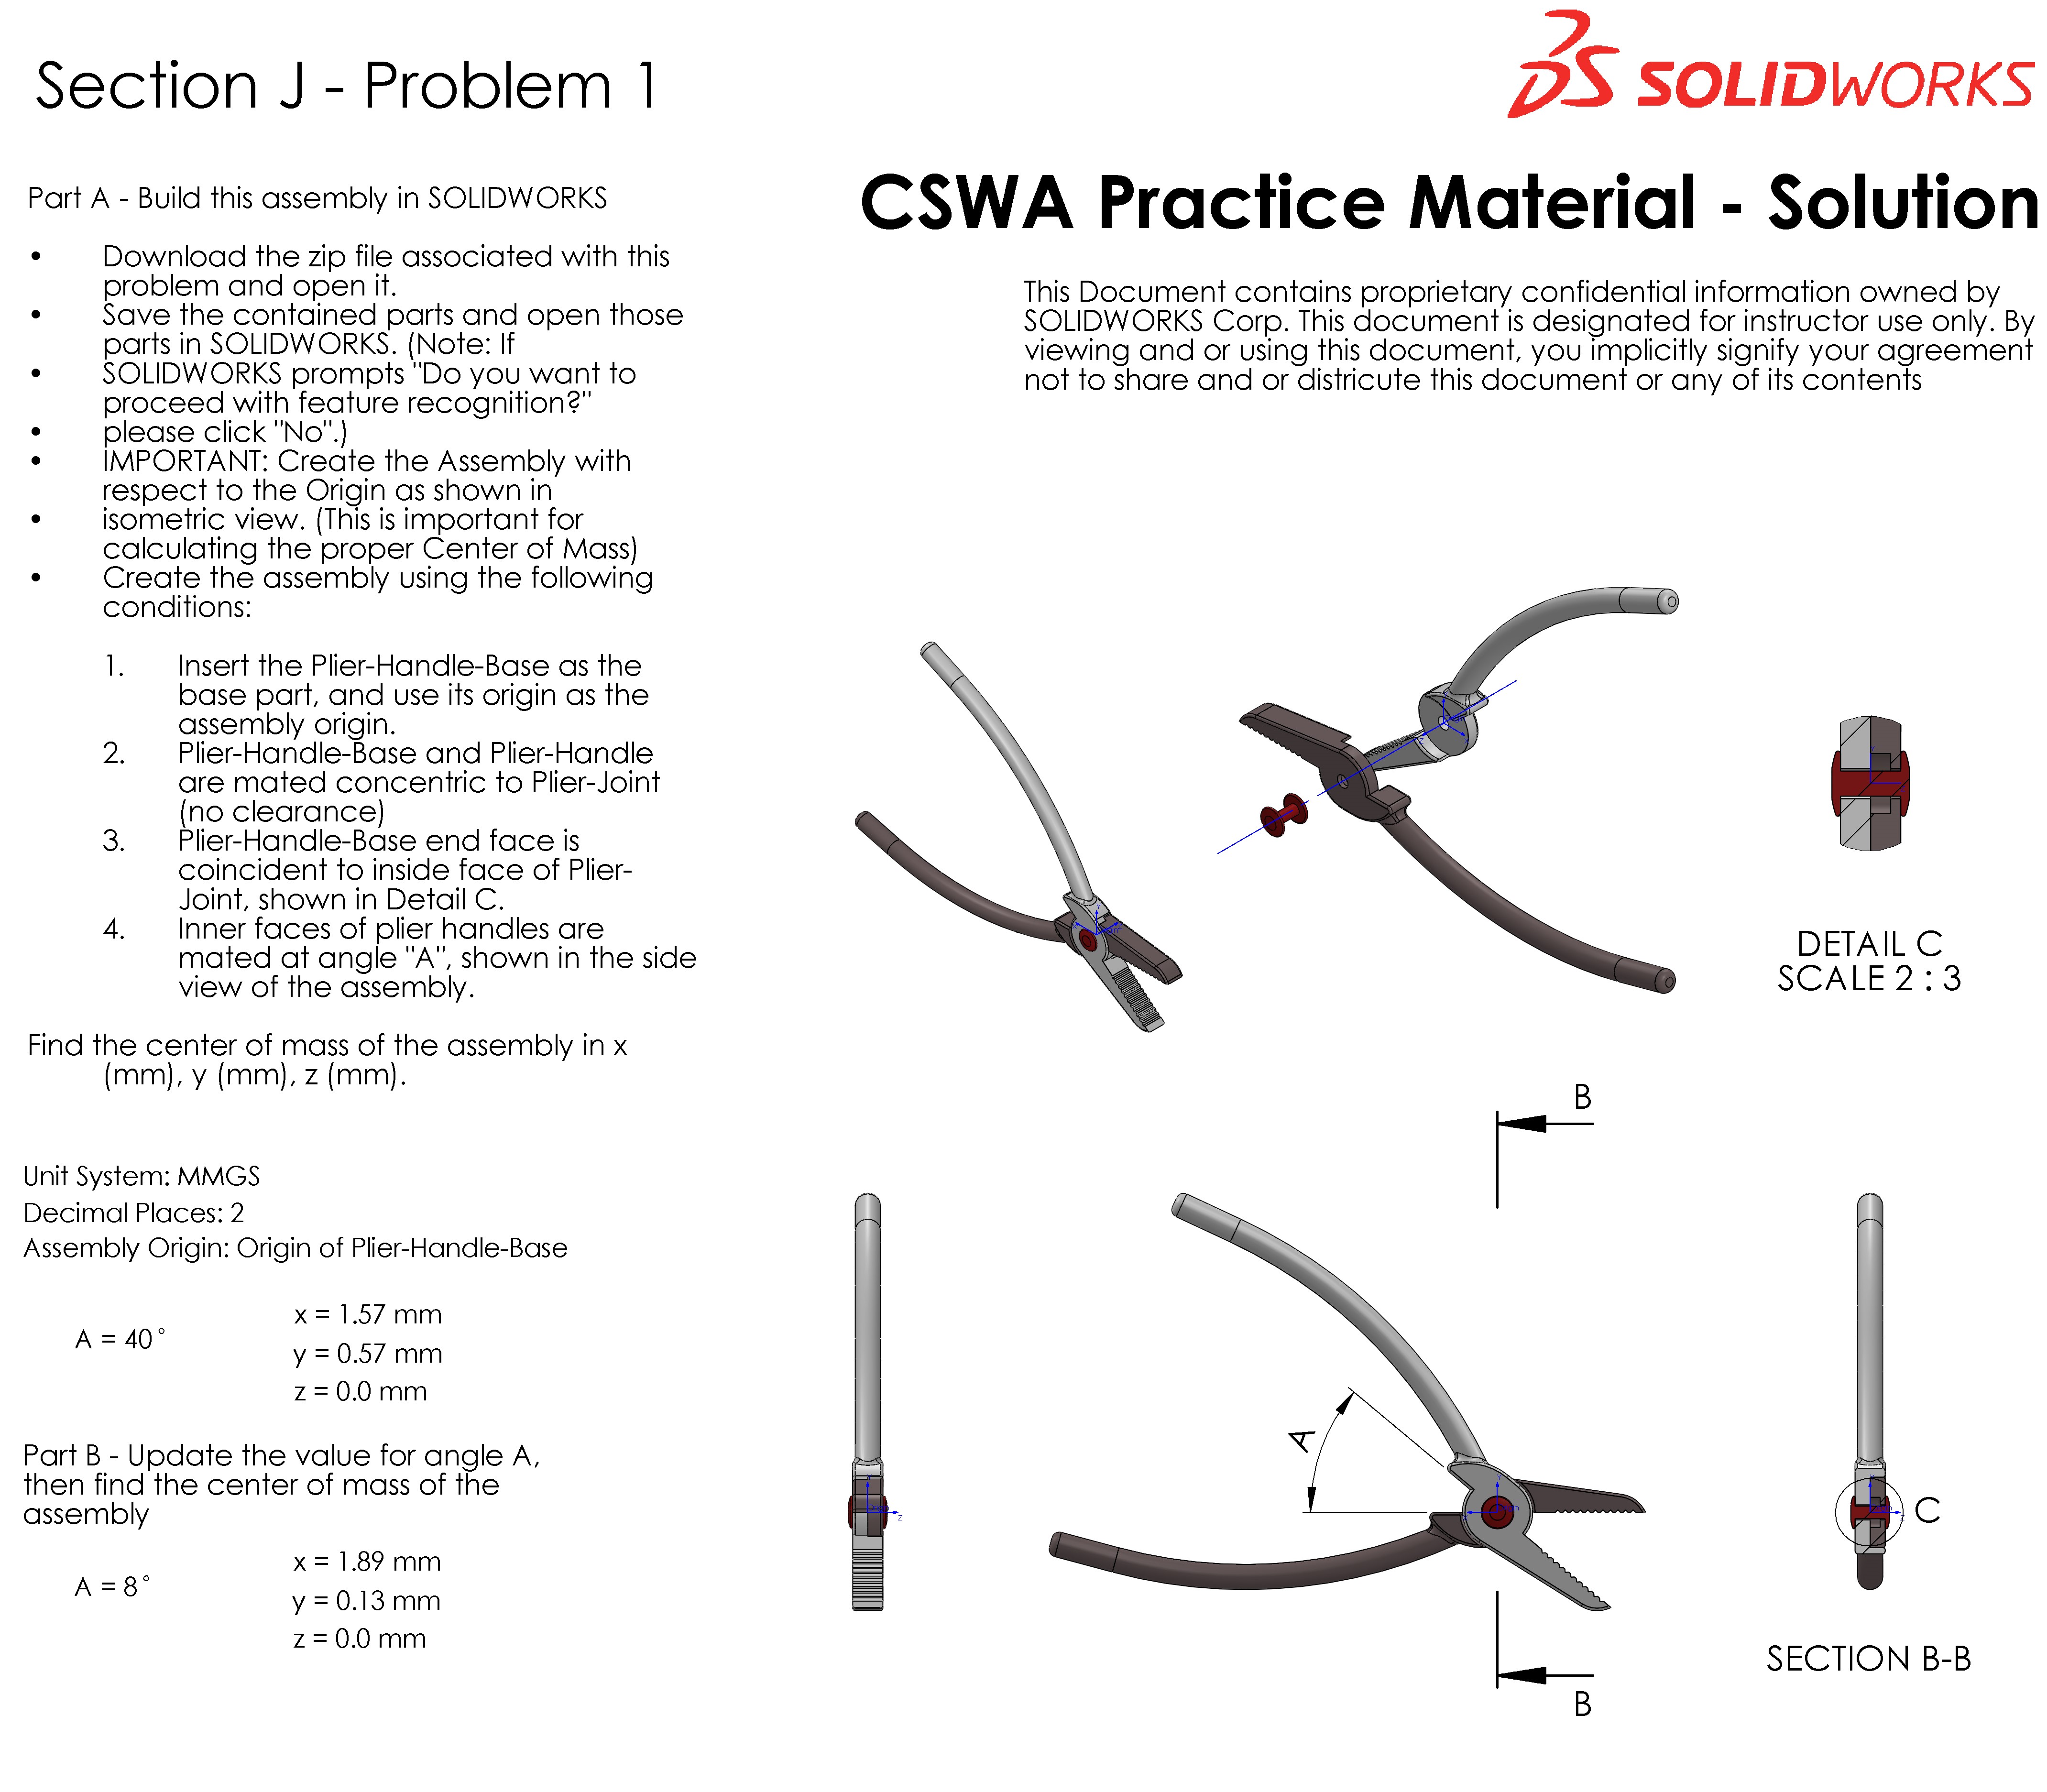 Section J - Problem 1
SOLIDWORKS
CSWA Practice Material - Solution
This Document contains proprietary confidential information owned by
SOLIDWORKS Corp. This document is designated for instructor use only. By
viewing and or using this document, you implicitly signify your agreement
not to share and or districute this document or any of its contents
Part A - Build this assembly in SOLIDWORKS
• Download the zip file associated with this
problem and open it.
• Save the contained parts and open those
parts in SOLIDWORKS. (Note: If
• SOLIDWORKS prompts "Do you want to
proceed with feature recognition?"
• please click "No".)
• IMPORTANT: Create the Assembly with
respect to the Origin as shown in
• isometric view. (This is important for
calculating the proper Center of Mass)
• Create the assembly using the following
conditions:
1. Insert the Plier-Handle-Base as the
base part, and use its origin as the
assembly origin.
2. Plier-Handle-Base and Plier-Handle
are mated concentric to Plier-Joint
(no clearance)
3. Plier-Handle-Base end face is
coincident to inside face of Plier-
Joint, shown in Detail C.
4. Inner faces of plier handles are
mated at angle "A", shown in the side
view of the assembly.
Find the center of mass of the assembly in x
(mm), y (mm), z (mm).
Unit System: MMGS
Decimal Places: 2
Assembly Origin: Origin of Plier-Handle-Base
A = 40°
x = 1.57 mm
y = 0.57 mm
z = 0.0 mm
Part B - Update the value for angle A,
then find the center of mass of the
assembly
A = 8°
x = 1.89 mm
y = 0.13 mm
z = 0.0 mm
DETAIL C
SCALE 2 : 3
B
A
B
C
SECTION B-B